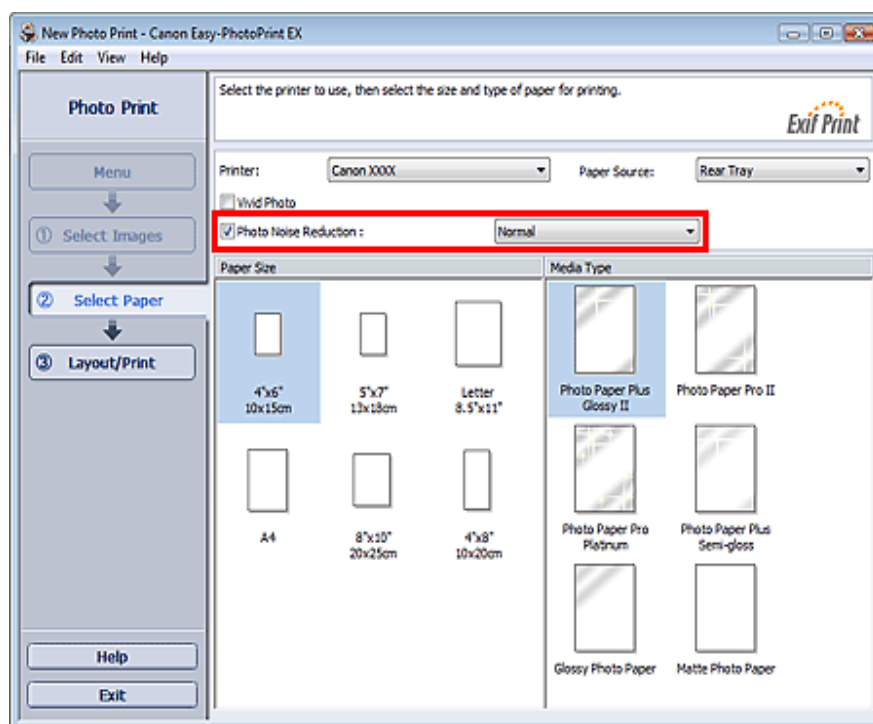 New Photo Print - Canon Easy-PhotoPrint EX
File Edit View Help
Photo Print
Select the printer to use, then select the size and type of paper for printing.
Exif Print
Menu
① Select Images
② Select Paper
③ Layout/Print
Help
Exit
Printer: Canon XXXX Paper Source: Rear Tray
Vivid Photo
Photo Noise Reduction : Normal
Paper Size
4"x6"
10x15cm
5"x7"
13x18cm
Letter
8.5"x11"
A4
8"x10"
20x25cm
4"x8"
10x20cm
Media Type
Photo Paper Plus
Glossy II
Photo Paper Pro II
Photo Paper Pro
Platinum
Photo Paper Plus
Semi-gloss
Glossy Photo Paper
Matte Photo Paper